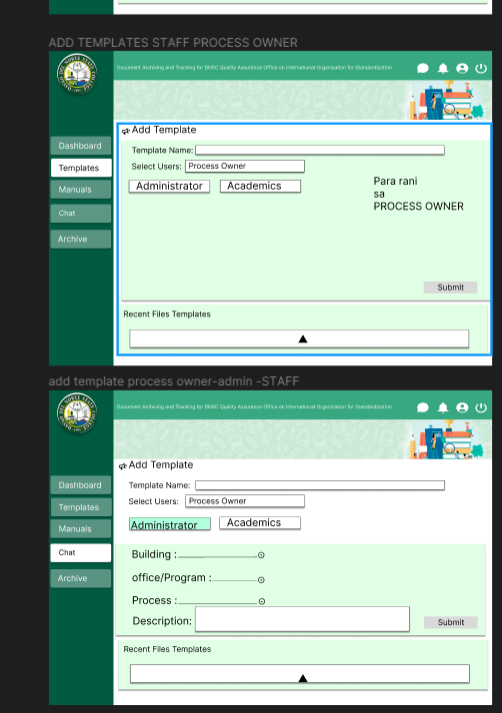 ADD TEMPLATES STAFF PROCESS OWNER
Document Archiving and Tracking for DNSC Quality Assurance Office on International Organization for Standardization
Add Template
Dashboard
Templates
Manuals
Chat
Archive
Template Name:
Select Users: Process Owner
Administrator Academics
Para rani
sa
PROCESS OWNER
Submit
Recent Files Templates
add template process owner-admin -STAFF
Document Archiving and Tracking for DNSC Quality Assurance Office on International Organization for Standardization
Add Template
Dashboard
Templates
Manuals
Chat
Archive
Template Name:
Select Users: Process Owner
Administrator Academics
Building :
office/Program :
Process :
Description:
Submit
Recent Files Templates